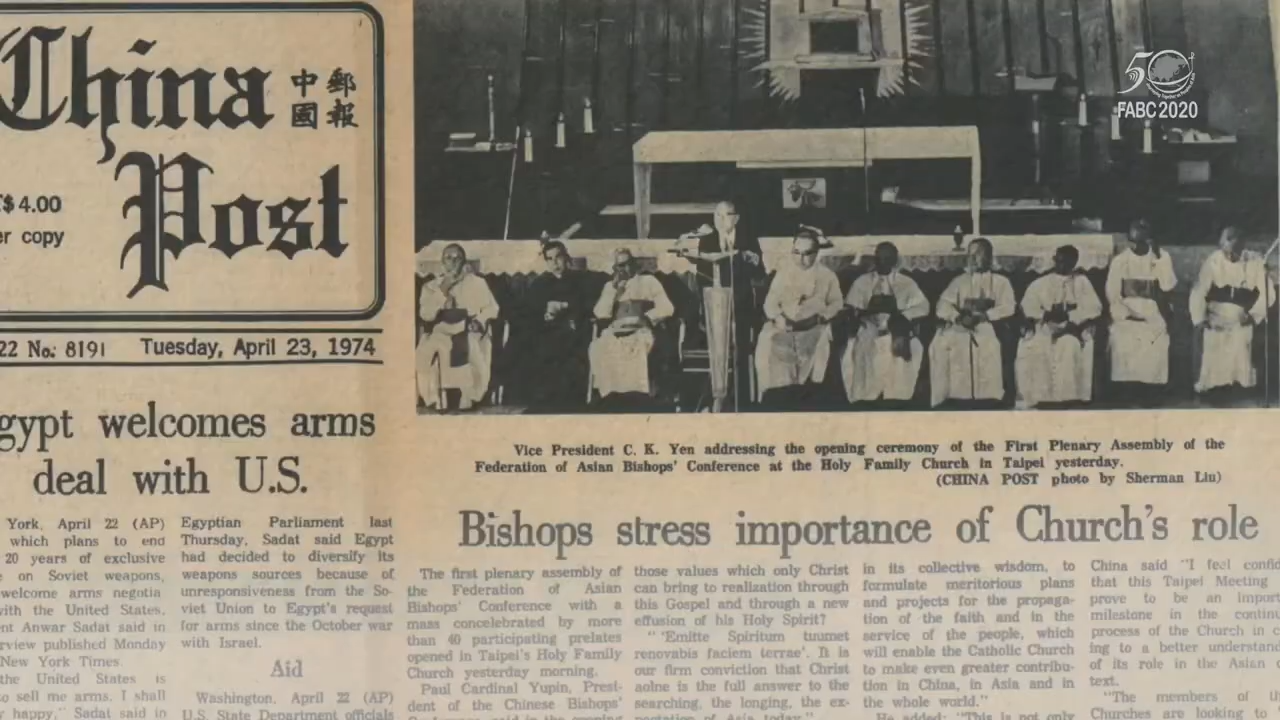 China
中 郵
國 報
Post
$ 4.00
copy
22 No: 8191 Tuesday, April 23, 1974
gypt welcomes arms
deal with U.S.
York, April 22 (AP)
which plans to end
20 years of exclusive
on Soviet weapons,
welcome arms negotia
with the United States,
nt Anwar Sadat said in
rview published Monday
New York Times.
the United States is
o sell me arms. I shall
happy," Sadat said in
Egyptian Parliament last
Thursday, Sadat said Egypt
had decided to diversify its
weapons sources because of
unresponsiveness from the So-
viet Union to Egypt's request
for arms since the October war
with Israel.
Aid
Washington, April 22 (AP)
U.S. State Department officials
50
FABC 2020
Vice President C. K. Yen addressing the opening ceremony of the First Plenary Assembly of the
Federation of Asian Bishops' Conference at the Holy Family Church in Taipei yesterday.
(CHINA POST photo by Sherman Liu)
Bishops stress importance of Church's role
The first plenary assembly of
the Federation of Asian
Bishops' Conference with a
mass concelebrated by more
than 40 participating prelates
opened in Taipei's Holy Family
Church yesterday morning.
Paul Cardinal Yupin, Presi-
dent of the Chinese Bishops'
those values which only Christ
can bring to realization through
this Gospel and through a new
effusion of his Holy Spirit?
"'Emitte Spiritum tuumet
renovabis faciem terrae'. It is
our firm conviction that Christ
aolne is the full answer to the
searching, the longing, the ex-
pectation of Asia today."
in its collective wisdom, to
formulate meritorious plans
and projects for the propaga-
tion of the faith and in the
service of the people, which
will enable the Catholic Church
to make even greater contribu-
tion in China, in Asia and in
the whole world."
He added: "This is not only
China said "I feel confid
that this Taipei Meeting
prove to be an import
milestone in the continu
process of the Church in c
ing to a better understand
of its role in the Asian c
text.
"The members of th
Churches are looking to